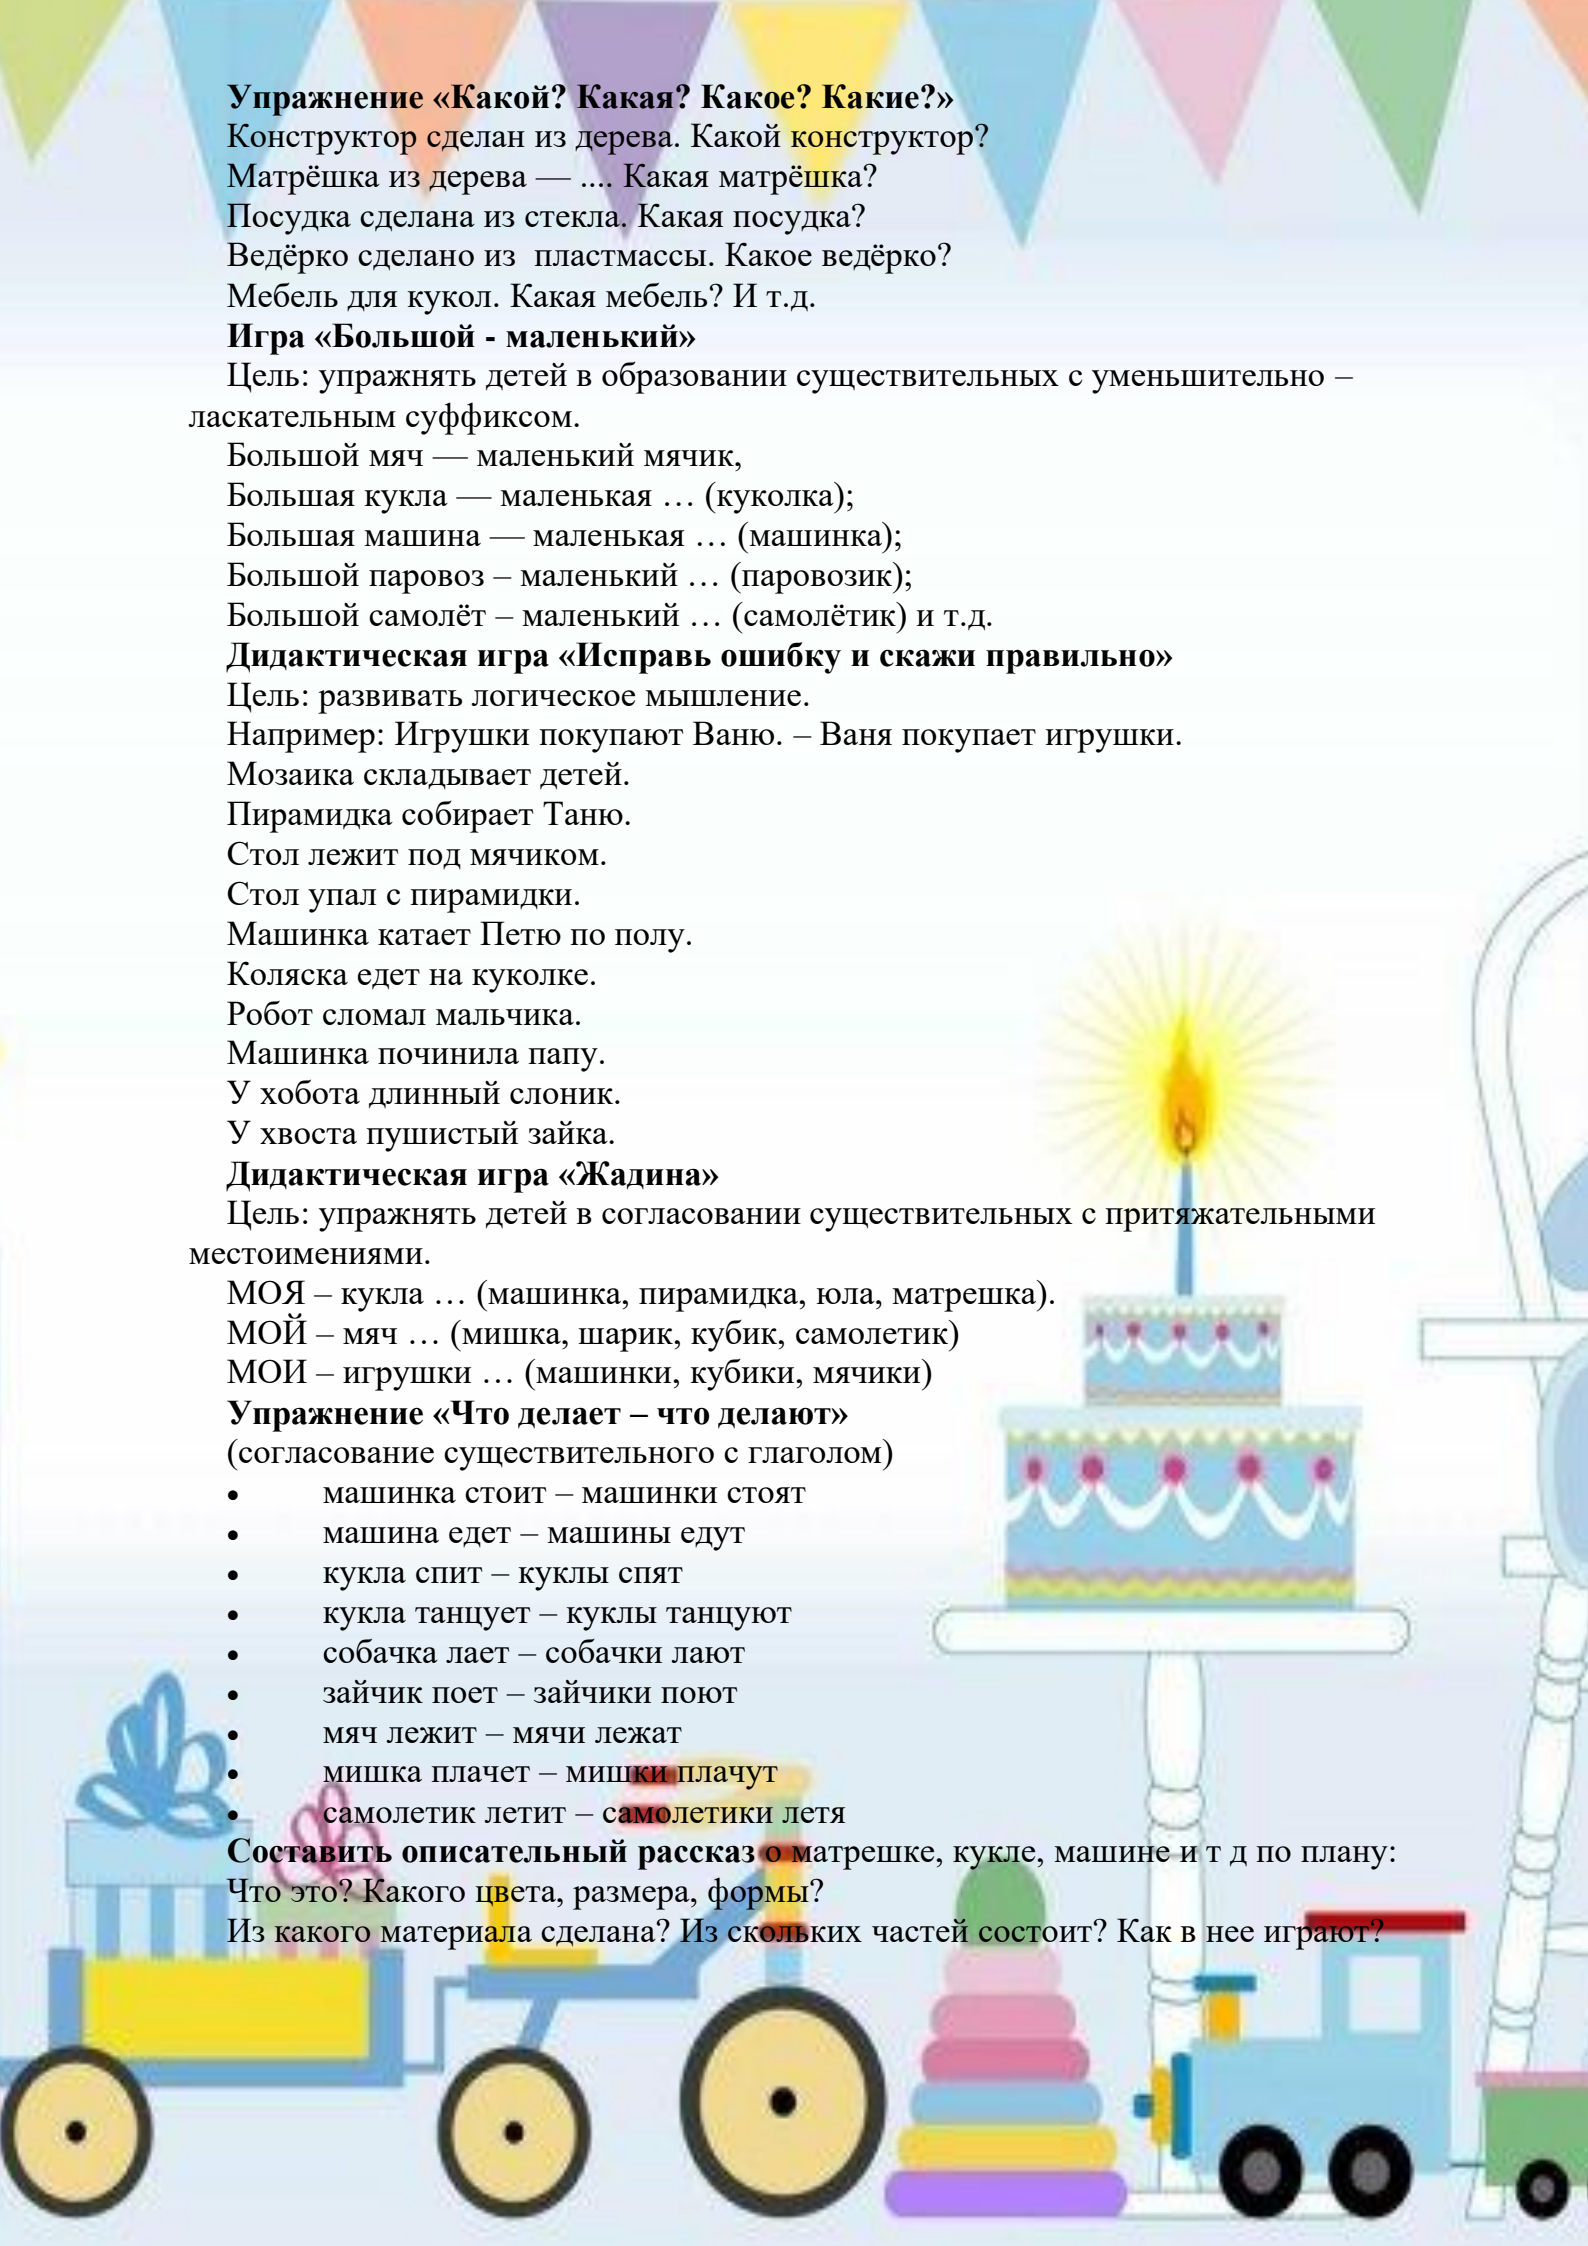 Упражнение «Какой? Какая? Какое? Какие?»
Конструктор сделан из дерева. Какой конструктор?
Матрёшка из дерева — .... Какая матрёшка?
Посудка сделана из стекла. Какая посудка?
Ведёрко сделано из  пластмассы. Какое ведёрко?
Мебель для кукол. Какая мебель? И т.д.
Игра «Большой - маленький»
Цель: упражнять детей в образовании существительных с уменьшительно –
ласкательным суффиксом.
Большой мяч — маленький мячик,
Большая кукла — маленькая … (куколка);
Большая машина — маленькая … (машинка);
Большой паровоз – маленький … (паровозик);
Большой самолёт – маленький … (самолётик) и т.д.
Дидактическая игра «Исправь ошибку и скажи правильно»
Цель: развивать логическое мышление.
Например: Игрушки покупают Ваню. – Ваня покупает игрушки.
Мозаика складывает детей.
Пирамидка собирает Таню.
Стол лежит под мячиком.
Стол упал с пирамидки.
Машинка катает Петю по полу.
Коляска едет на куколке.
Робот сломал мальчика.
Машинка починила папу.
У хобота длинный слоник.
У хвоста пушистый зайка.
Дидактическая игра «Жадина»
Цель: упражнять детей в согласовании существительных с притяжательными
местоимениями.
МОЯ – кукла … (машинка, пирамидка, юла, матрешка).
МОЙ – мяч … (мишка, шарик, кубик, самолетик)
МОИ – игрушки … (машинки, кубики, мячики)
Упражнение «Что делает – что делают»
(согласование существительного с глаголом)
• машинка стоит – машинки стоят
• машина едет – машины едут
• кукла спит – куклы спят
• кукла танцует – куклы танцуют
• собачка лает – собачки лают
• зайчик поет – зайчики поют
• мяч лежит – мячи лежат
• мишка плачет – мишки плачут
• самолетик летит – самолетики летя
Составить описательный рассказ о матрешке, кукле, машине и т д по плану:
Что это? Какого цвета, размера, формы?
Из какого материала сделана? Из скольких частей состоит? Как в нее играют?